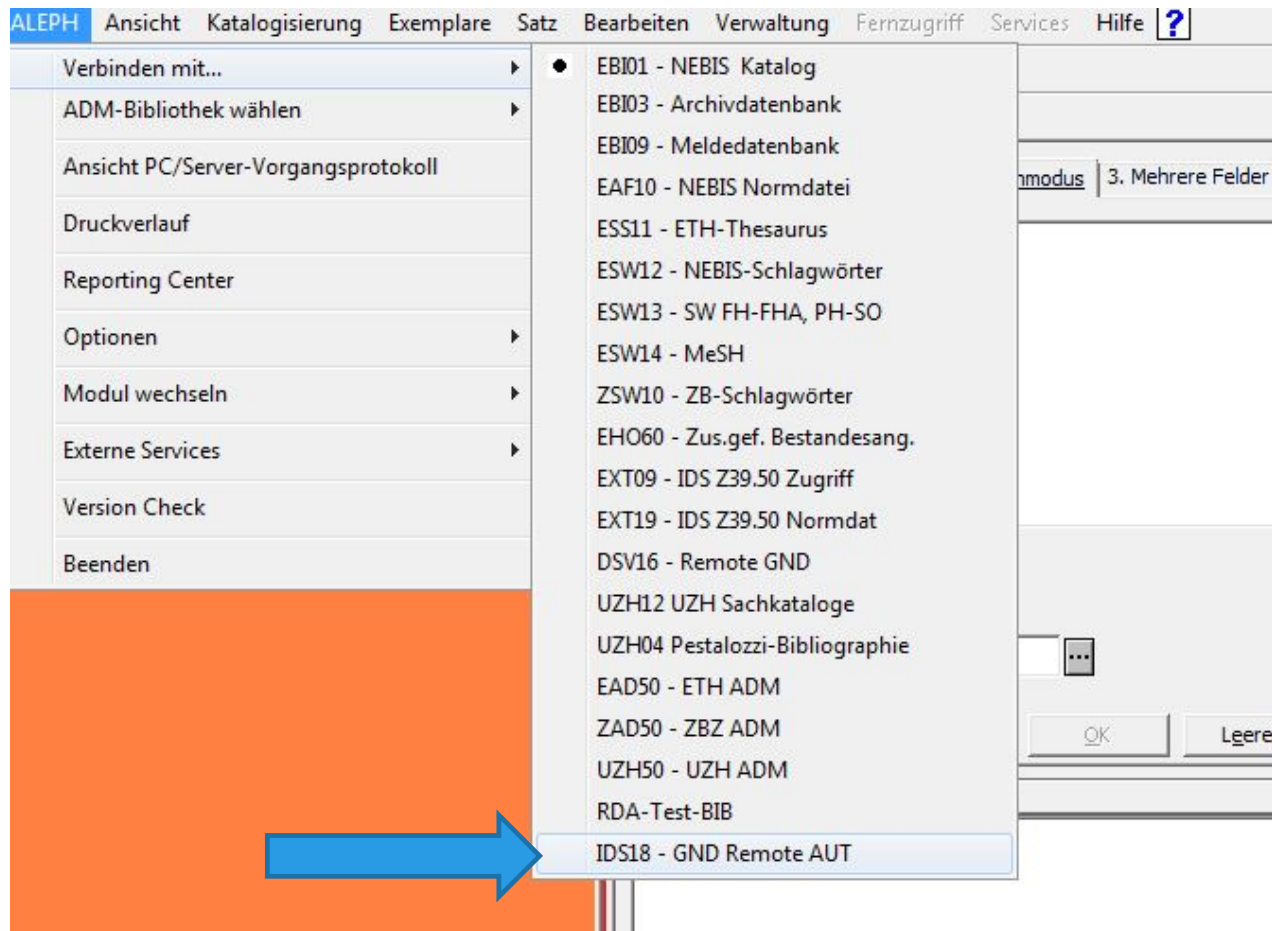 ALEPH Ansicht Katalogisierung Exemplare Satz Bearbeiten Verwaltung Fernzugriff Services Hilfe ?
Verbinden mit...
ADM-Bibliothek wählen
Ansicht PC/Server-Vorgangsprotokoll
Druckverlauf
Reporting Center
Optionen
Modul wechseln
Externe Services
Version Check
Beenden
EBI01 - NEBIS Katalog
EBI03 - Archivdatenbank
EBI09 - Meldedatenbank
EAF10 - NEBIS Normdatei
ESS11 - ETH-Thesaurus
ESW12 - NEBIS-Schlagwörter
ESW13 - SW FH-FHA, PH-SO
ESW14 - MeSH
ZSW10 - ZB-Schlagwörter
EHO60 - Zus.gef. Bestandesang.
EXT09 - IDS Z39.50 Zugriff
EXT19 - IDS Z39.50 Normdat
DSV16 - Remote GND
UZH12 UZH Sachkataloge
UZH04 Pestalozzi-Bibliographie
EAD50 - ETH ADM
ZAD50 - ZBZ ADM
UZH50 - UZH ADM
RDA-Test-BIB
IDS18 - GND Remote AUT
nmodus 3. Mehrere Felder
...
OK Leere